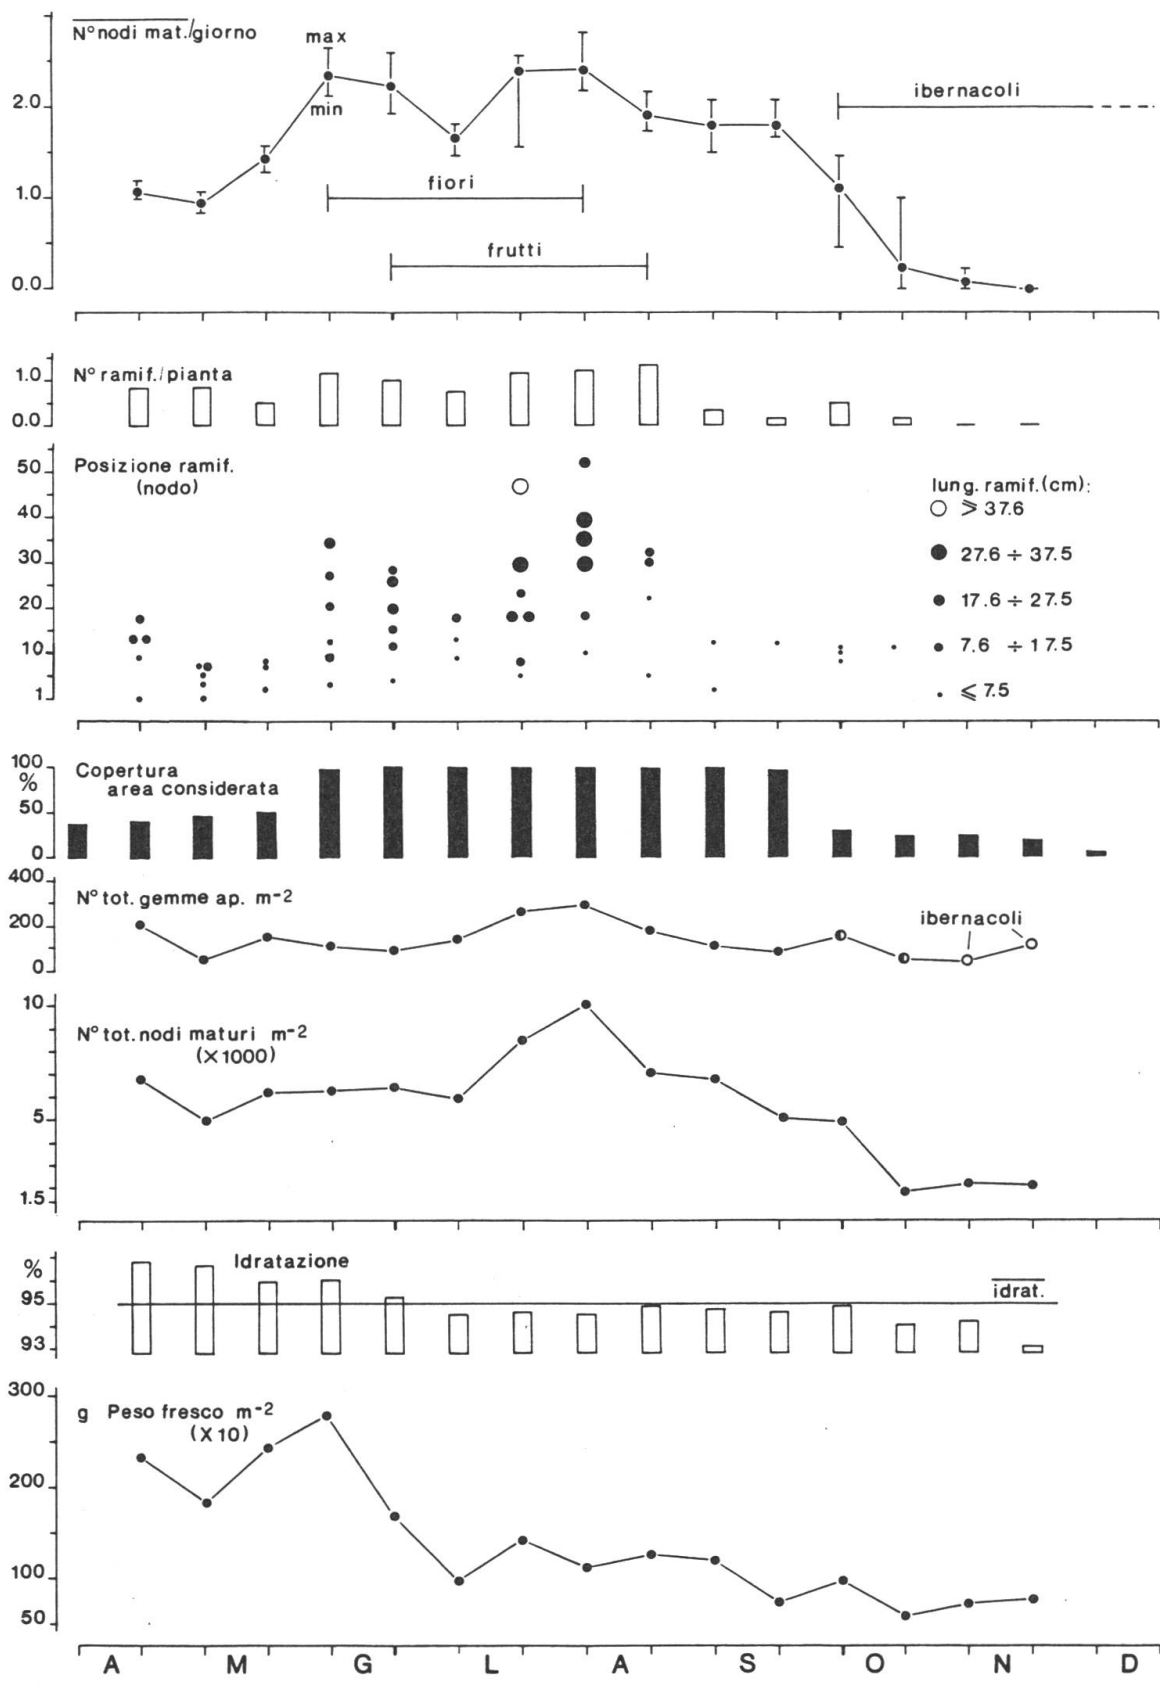 N° nodi mat./giorno
max
min
2.0
1.0
0.0
ibernacoli
fiori
frutti
N° ramif./pianta
1.0
0.0
Posizione ramif.
(nodo)
50
40
30
20
10
1
lung. ramif. (cm):
⩾ 37.6
27.6 ÷ 37.5
17.6 ÷ 27.5
7.6 ÷ 17.5
⩽ 7.5
100
%
50
0
Copertura
area considerata
400
200
0
N° tot. gemme ap. m-2
ibernacoli
10
5
1.5
N° tot. nodi maturi m-2
(X1000)
%
95
93
Idratazione
idrat.
300
200
100
50
g Peso fresco m-2
(X10)
A M G L A S O N D